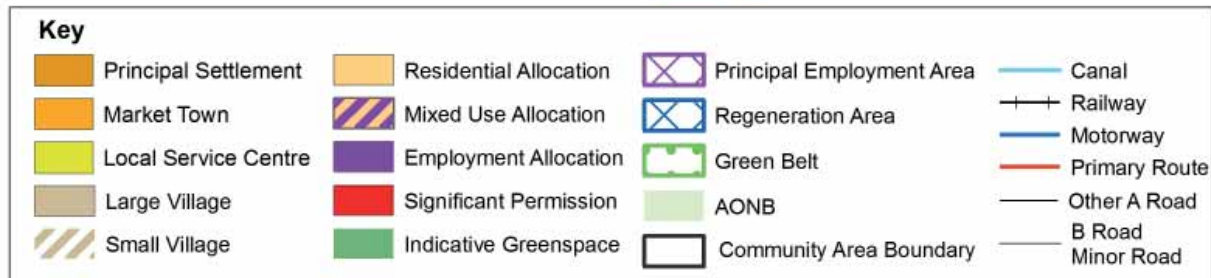 Key
Principal Settlement
Market Town
Local Service Centre
Large Village
Small Village
Residential Allocation
Mixed Use Allocation
Employment Allocation
Significant Permission
Indicative Greenspace
Principal Employment Area
Regeneration Area
Green Belt
AONB
Community Area Boundary
Canal
Railway
Motorway
Primary Route
Other A Road
B Road
Minor Road